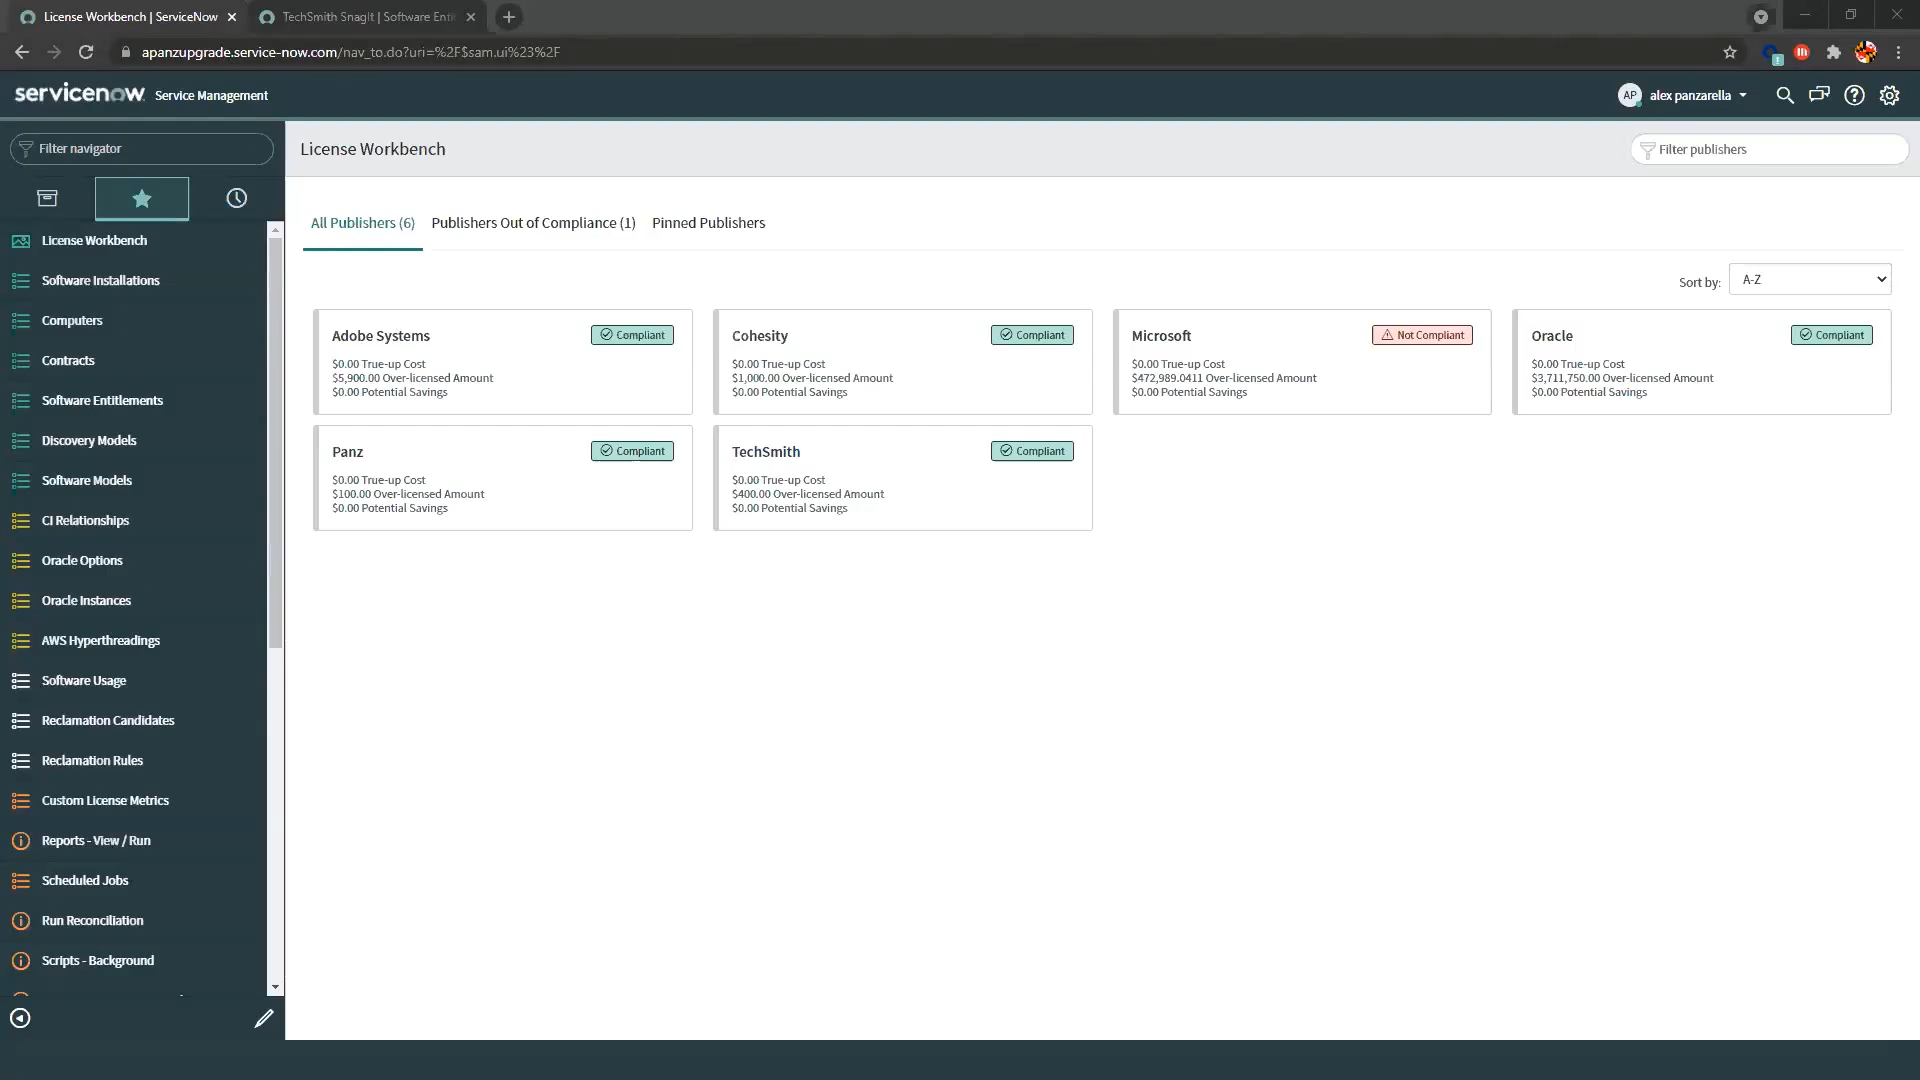 License Workbench | ServiceNow
TechSmith SnagIt | Software Enti
apanzupgrade.service-now.com/nav_to.do?uri=%2F$sam.ui%23%2F
servicenow Service Management
AP alex panzarella
Filter navigator
License Workbench
Software Installations
Computers
Contracts
Software Entitlements
Discovery Models
Software Models
CI Relationships
Oracle Options
Oracle Instances
AWS Hyperthreadings
Software Usage
Reclamation Candidates
Reclamation Rules
Custom License Metrics
Reports - View / Run
Scheduled Jobs
Run Reconciliation
Scripts - Background
License Workbench
Filter publishers
All Publishers (6) Publishers Out of Compliance (1) Pinned Publishers
Sort by: A-Z
Adobe Systems Compliant
$0.00 True-up Cost
$5,900.00 Over-licensed Amount
$0.00 Potential Savings
Cohesity Compliant
$0.00 True-up Cost
$1,000.00 Over-licensed Amount
$0.00 Potential Savings
Microsoft Not Compliant
$0.00 True-up Cost
$472,989.0411 Over-licensed Amount
$0.00 Potential Savings
Oracle Compliant
$0.00 True-up Cost
$3,711,750.00 Over-licensed Amount
$0.00 Potential Savings
Panz Compliant
$0.00 True-up Cost
$100.00 Over-licensed Amount
$0.00 Potential Savings
TechSmith Compliant
$0.00 True-up Cost
$400.00 Over-licensed Amount
$0.00 Potential Savings